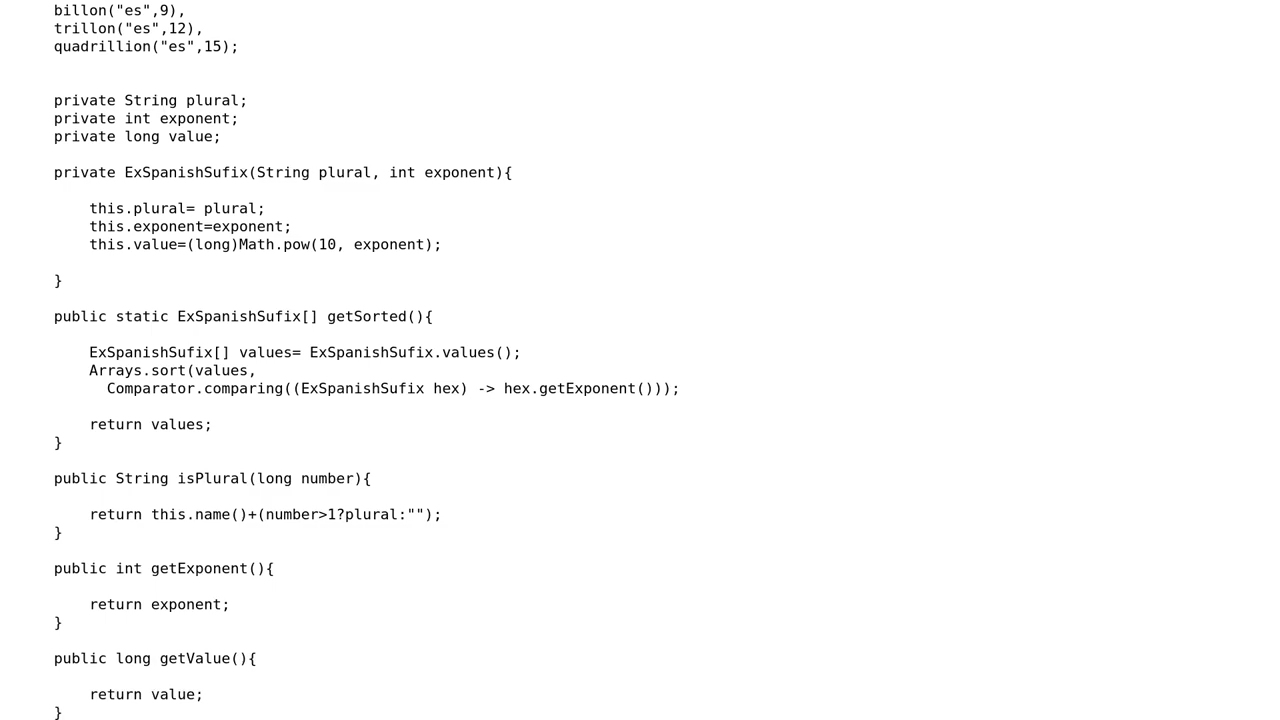 billon("es",9),
trillon("es",12),
quadrillion("es",15);
private String plural;
private int exponent;
private long value;
private ExSpanishSufix(String plural, int exponent){
this.plural= plural;
this.exponent=exponent;
this.value=(long)Math.pow(10, exponent);
}
public static ExSpanishSufix[] getSorted(){
ExSpanishSufix[] values= ExSpanishSufix.values();
Arrays.sort(values,
Comparator.comparing((ExSpanishSufix hex) -> hex.getExponent()));
return values;
}
public String isPlural(long number){
return this.name()+(number>1?plural:"");
}
public int getExponent(){
return exponent;
}
public long getValue(){
return value;
}